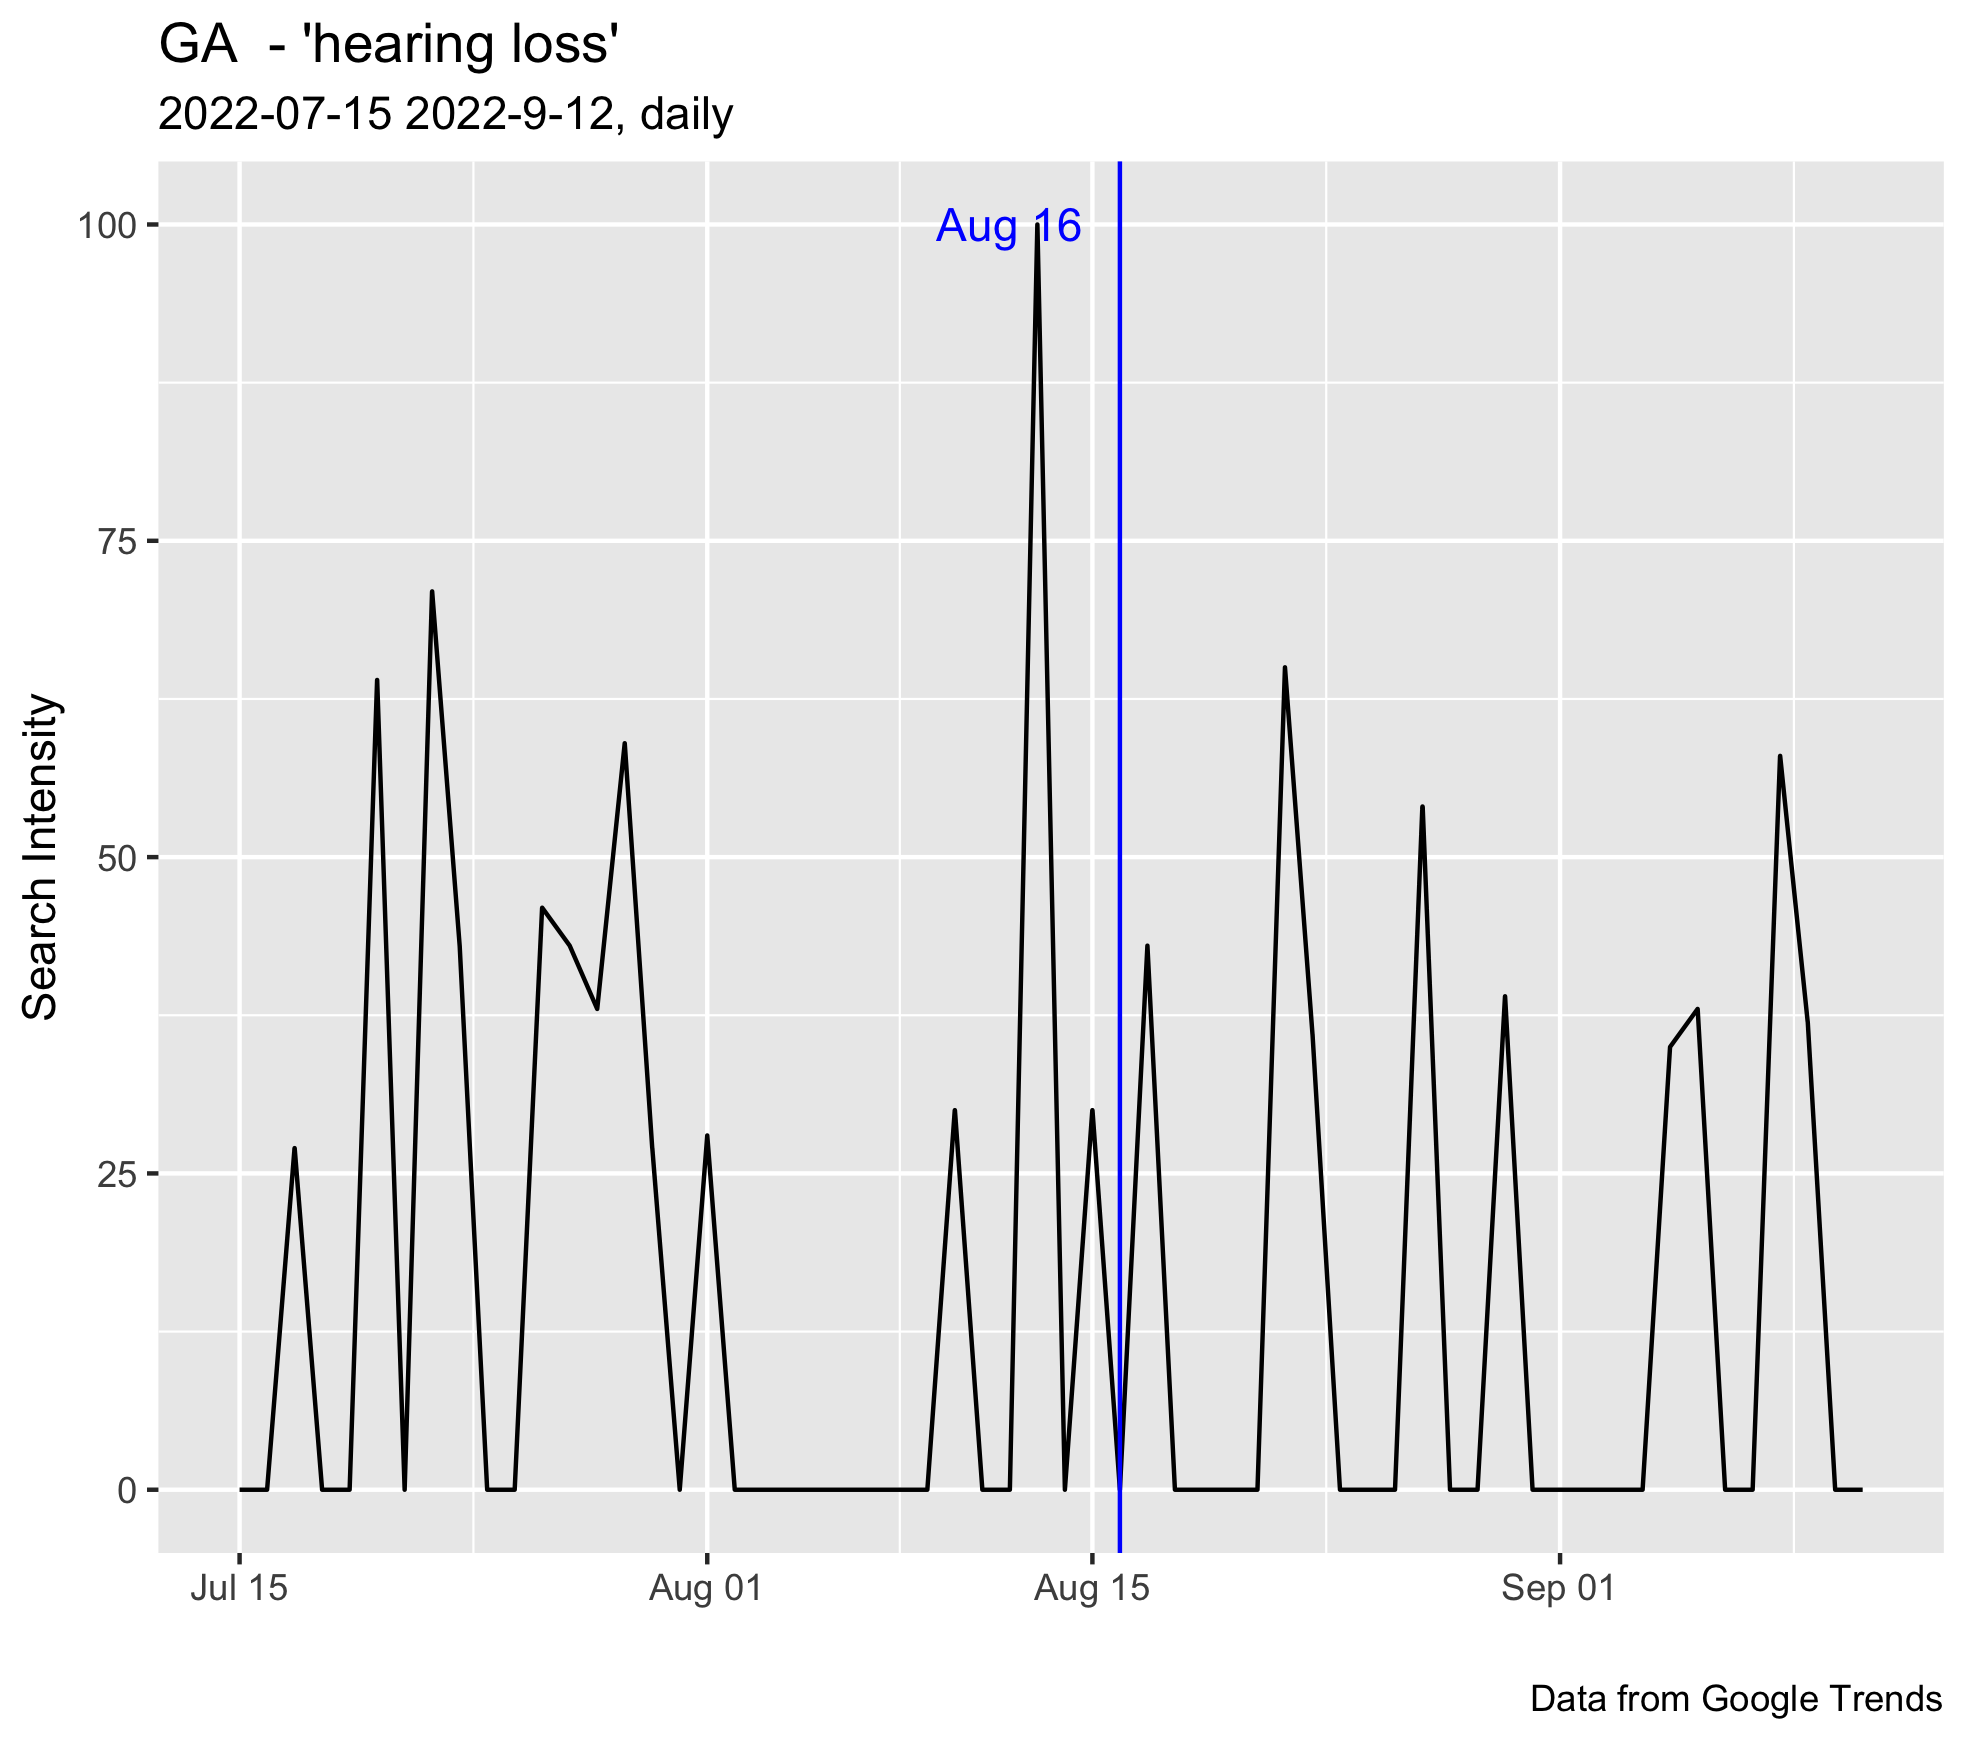 GA  - 'hearing loss'
2022-07-15 2022-9-12, daily
Aug 16
100
75
50
25
0
Search Intensity
Jul 15 Aug 01 Aug 15 Sep 01
Data from Google Trends